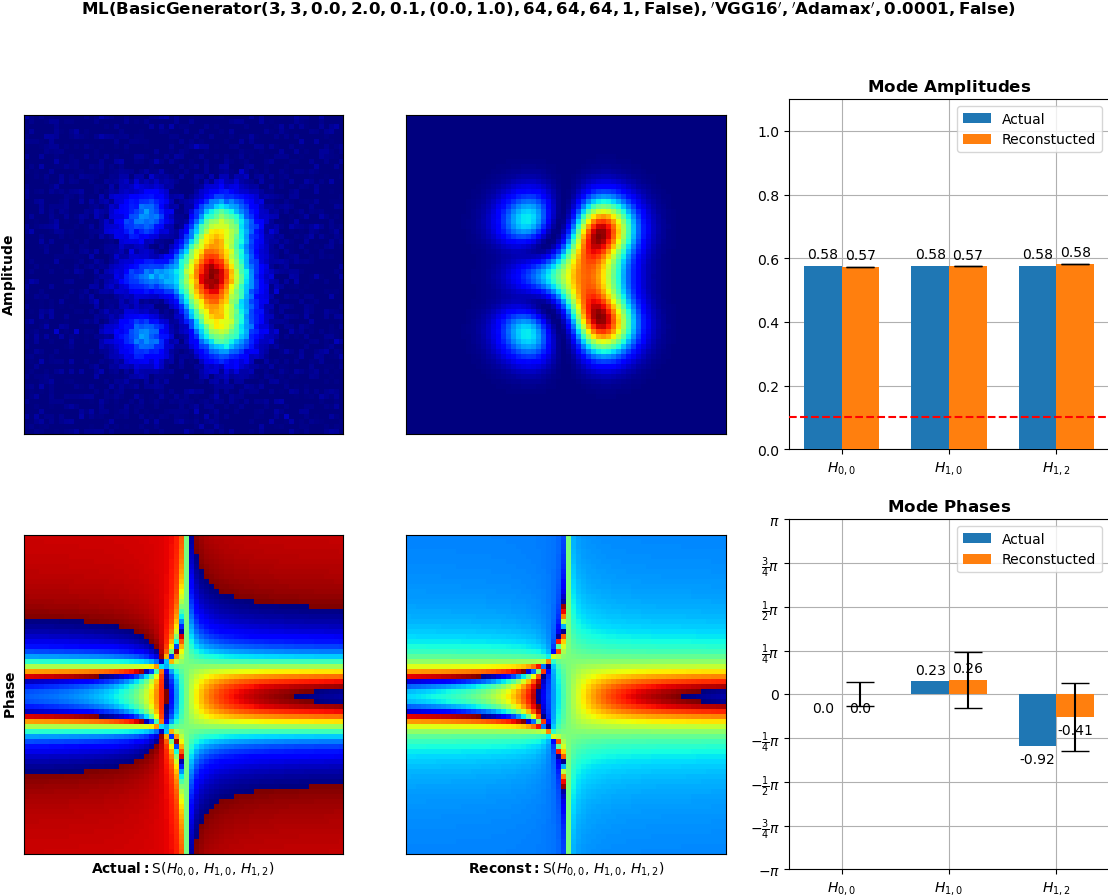 ML(BasicGenerator(3, 3, 0.0, 2.0, 0.1, (0.0, 1.0), 64, 64, 64, 1, False), ′VGG16′, ′Adamax′, 0.0001, False)
Mode Amplitudes
Amplitude
Actual
Reconstucted
1.0
0.8
0.6
0.4
0.2
0.0
0.58 0.57
0.58 0.57
0.58 0.58
H0,0 H1,0 H1,2
Mode Phases
Phase
Actual
Reconstucted
π
3/4π
1/2π
1/4π
0
−1/4π
−1/2π
−3/4π
−π
0.0 0.0
0.23 0.26
-0.92 -0.41
H0,0 H1,0 H1,2
Actual: S(H0,0, H1,0, H1,2)
Reconst: S(H0,0, H1,0, H1,2)